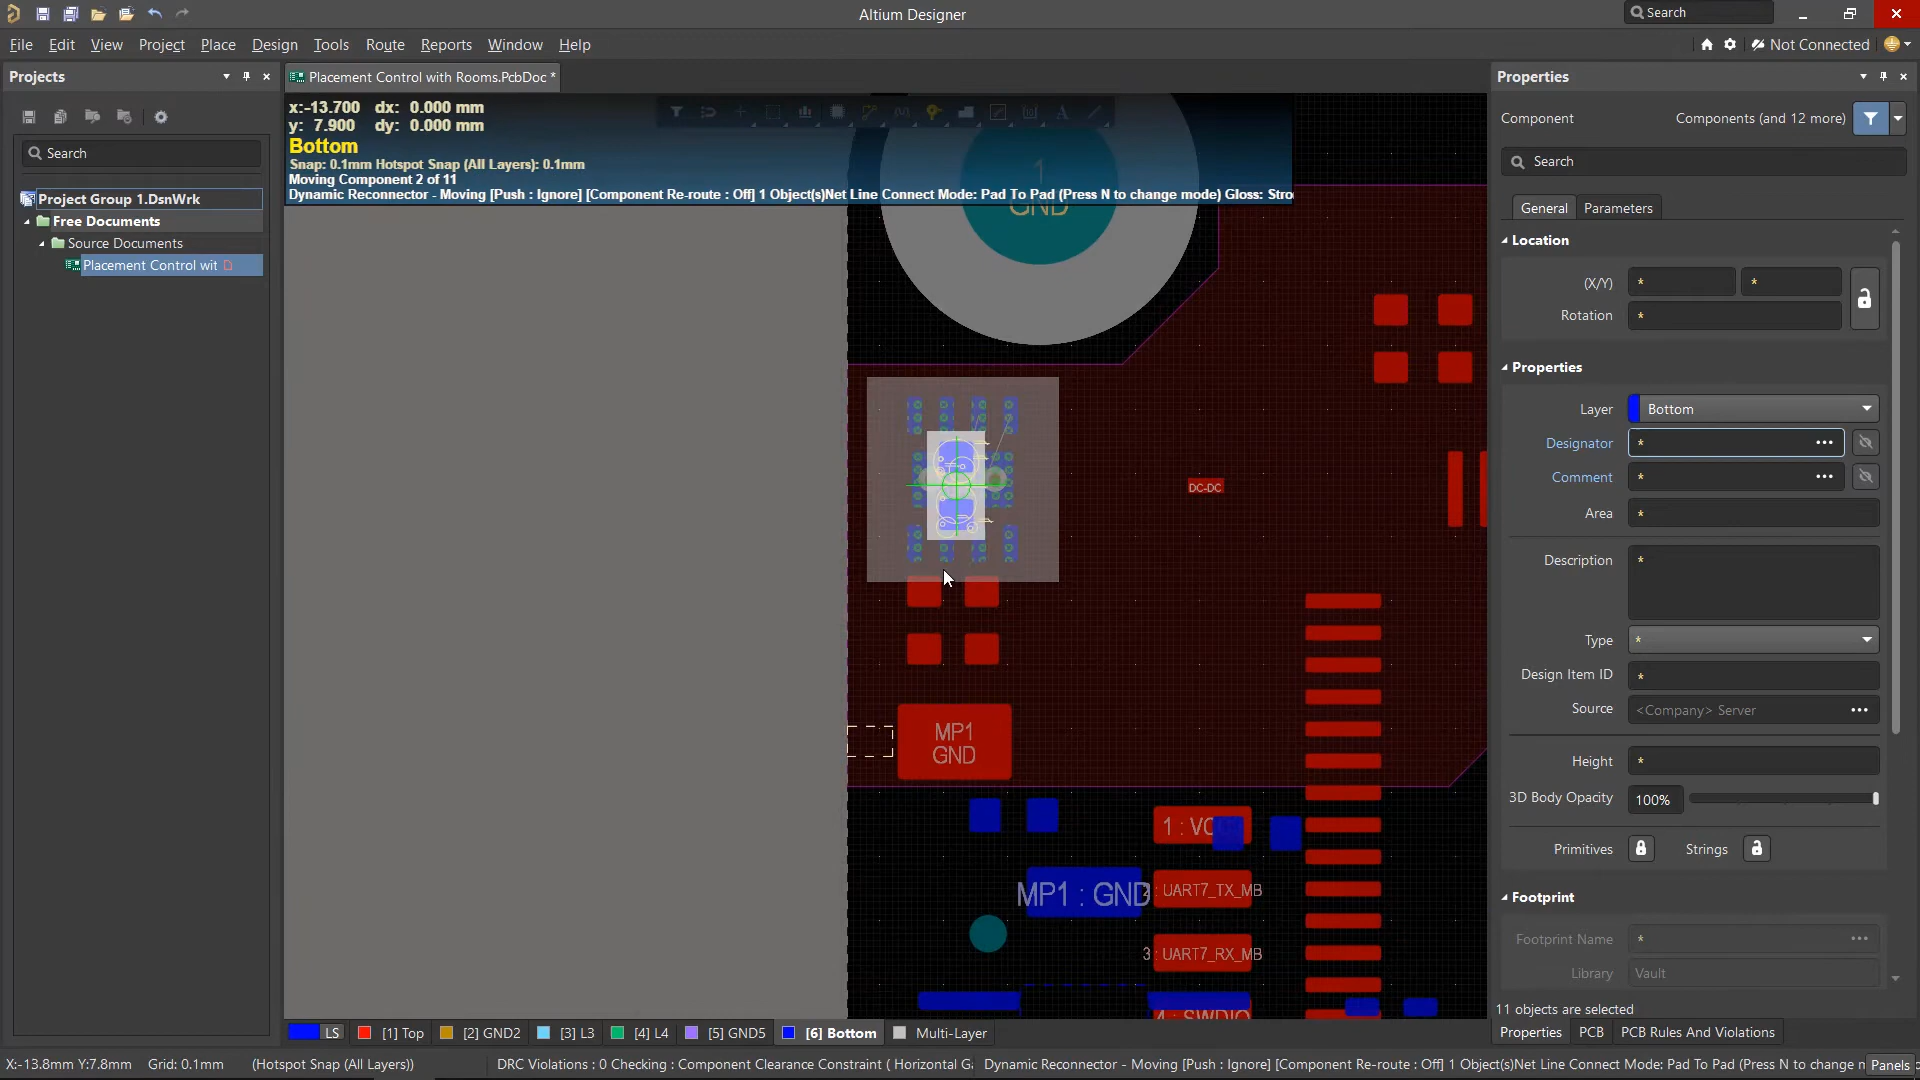 Altium Designer
Search
File Edit View Project Place Design Tools Route Reports Window Help
Not Connected
Projects
Placement Control with Rooms.PcbDoc *
Properties
x:-13.700 dx: 0.000 mm
y: 7.900 dy: 0.000 mm
Bottom
Snap: 0.1mm Hotspot Snap (All Layers): 0.1mm
Moving Component 2 of 11
Dynamic Reconnector - Moving [Push : Ignore] [Component Re-route : Off] 1 Object(s)Net Line Connect Mode: Pad To Pad (Press N to change mode) Gloss: Stro
Search
Project Group 1.DsnWrk
Free Documents
Source Documents
Placement Control wit
1
GND
DC-DC
MP1
GND
1 : VC
MP1 : GND
2 : UART7_TX_MB
3 : UART7_RX_MB
4 : SWDIO
Component Components (and 12 more)
Search
General Parameters
Location
(X/Y) * *
Rotation *
Properties
Layer Bottom
Designator * •••
Comment * •••
Area *
Description *
Type *
Design Item ID *
Source <Company> Server •••
Height *
3D Body Opacity 100%
Primitives Strings
Footprint
Footprint Name * •••
Library Vault
11 objects are selected
Properties PCB PCB Rules And Violations
LS [1] Top [2] GND2 [3] L3 [4] L4 [5] GND5 [6] Bottom Multi-Layer
X:-13.8mm Y:7.8mm Grid: 0.1mm (Hotspot Snap (All Layers)) DRC Violations : 0 Checking : Component Clearance Constraint ( Horizontal Ga Dynamic Reconnector - Moving [Push : Ignore] [Component Re-route : Off] 1 Object(s)Net Line Connect Mode: Pad To Pad (Press N to change m Panels